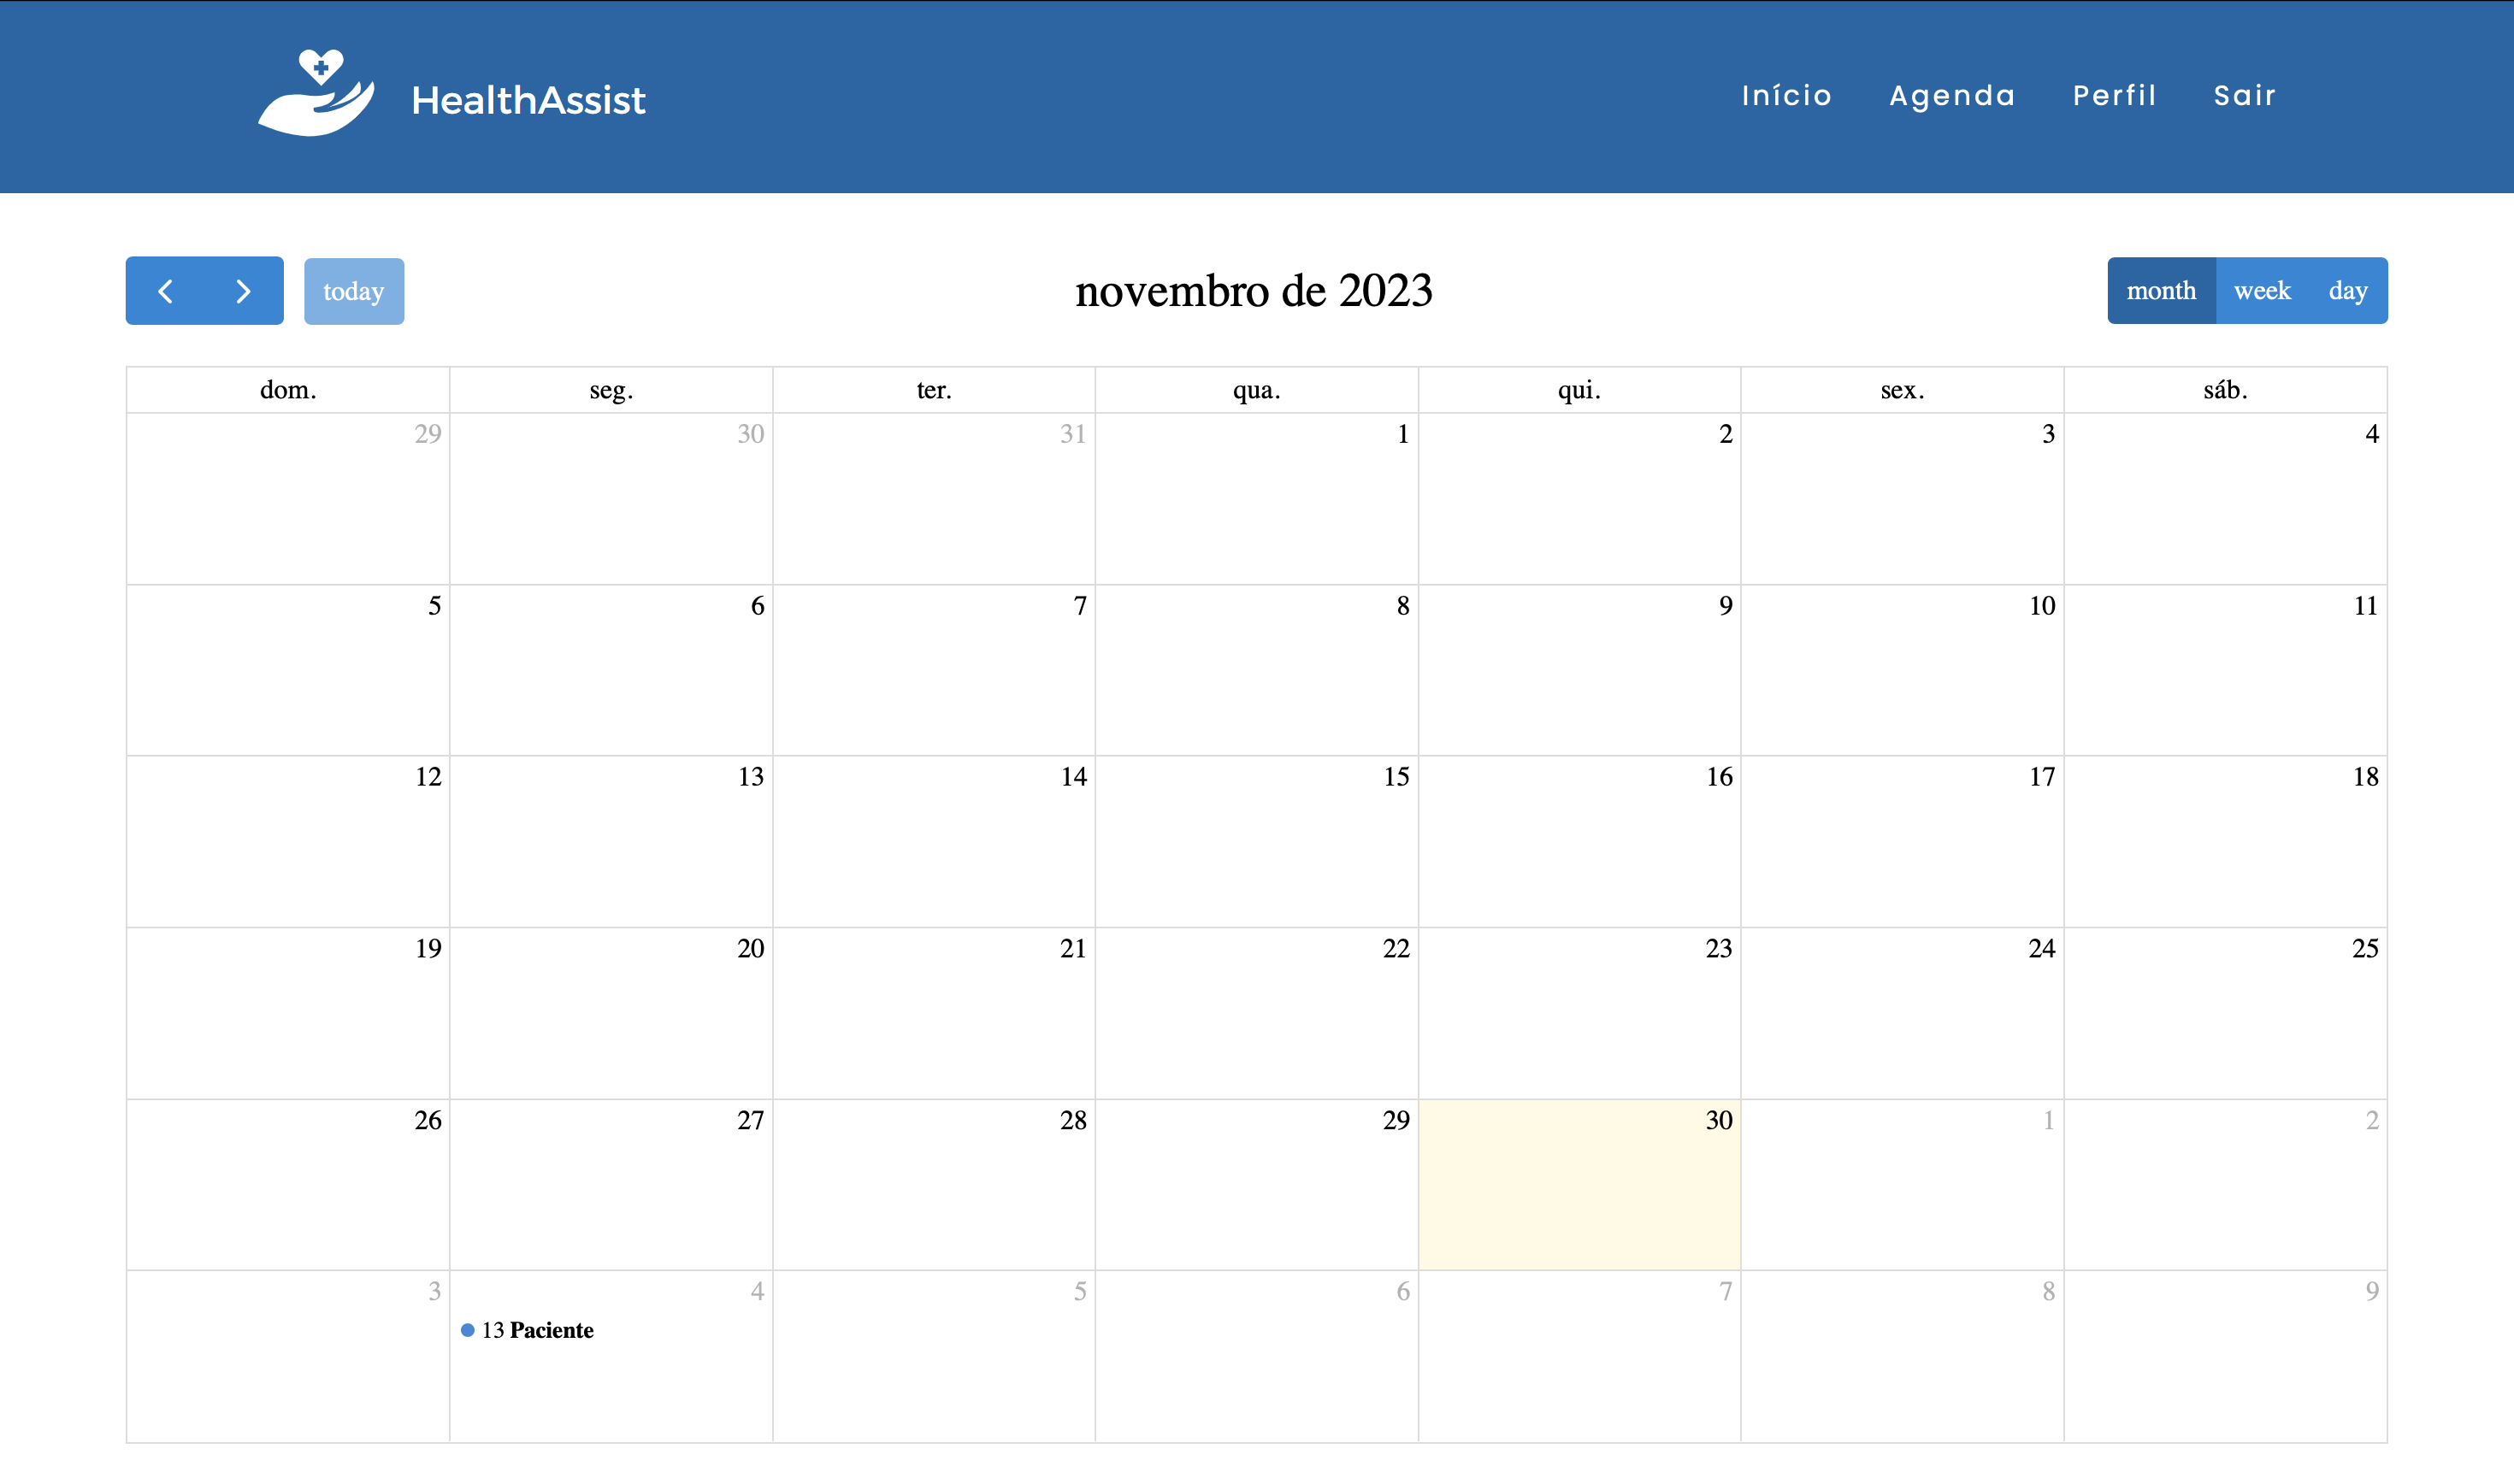 HealthAssist
Início Agenda Perfil Sair
today
novembro de 2023
month week day
dom. seg. ter. qua. qui. sex. sáb.
29 30 31 1 2 3 4
5 6 7 8 9 10 11
12 13 14 15 16 17 18
19 20 21 22 23 24 25
26 27 28 29 30 1 2
3 4 5 6 7 8 9
13 Paciente